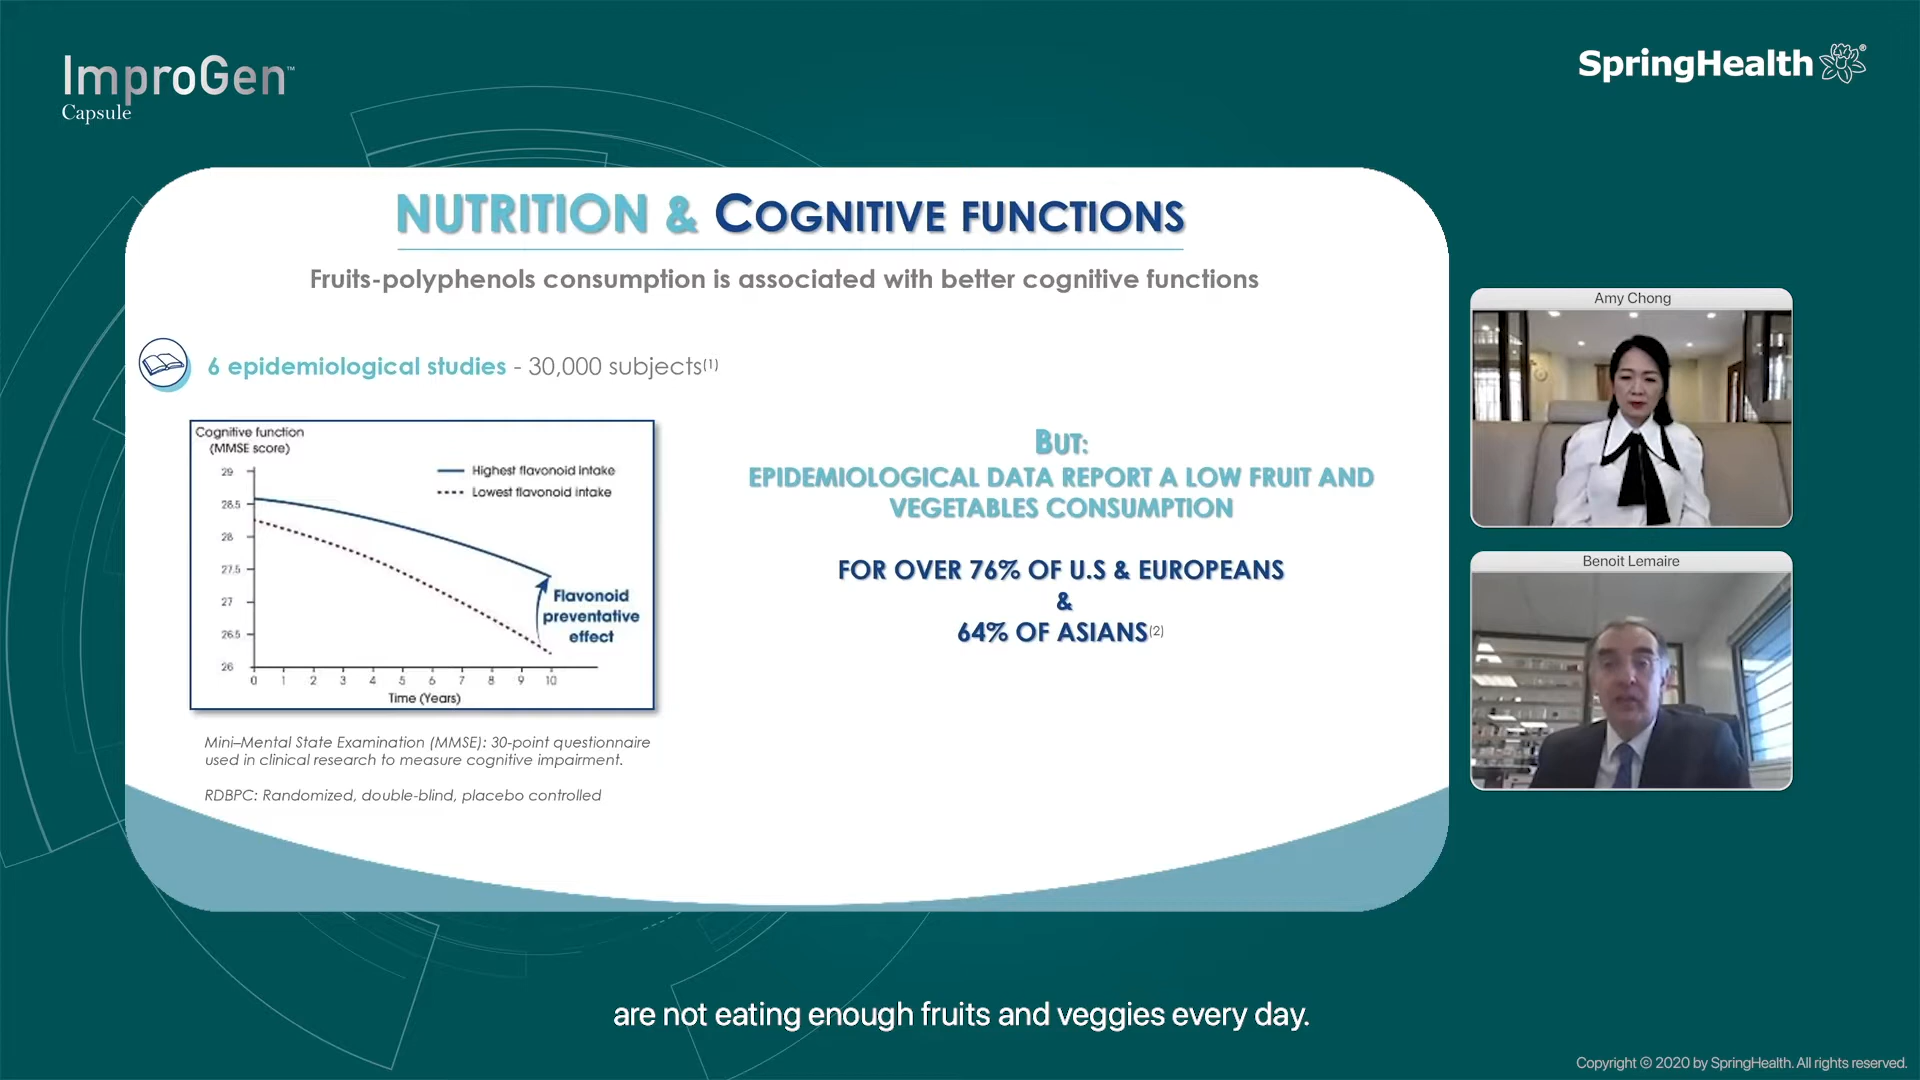 ImproGen™
Capsule
SpringHealth®
NUTRITION & COGNITIVE FUNCTIONS
Fruits-polyphenols consumption is associated with better cognitive functions
6 epidemiological studies - 30,000 subjects(1)
Cognitive function
(MMSE score)
29
28.5
28
27.5
27
26.5
26
Highest flavonoid intake
Lowest flavonoid intake
Flavonoid
preventative
effect
0 1 2 3 4 5 6 7 8 9 10
Time (Years)
Mini–Mental State Examination (MMSE): 30-point questionnaire
used in clinical research to measure cognitive impairment.
RDBPC: Randomized, double-blind, placebo controlled
BUT:
EPIDEMIOLOGICAL DATA REPORT A LOW FRUIT AND
VEGETABLES CONSUMPTION
FOR OVER 76% OF U.S & EUROPEANS
&
64% OF ASIANS(2)
Amy Chong
Benoit Lemaire
are not eating enough fruits and veggies every day.
Copyright © 2020 by SpringHealth. All rights reserved.